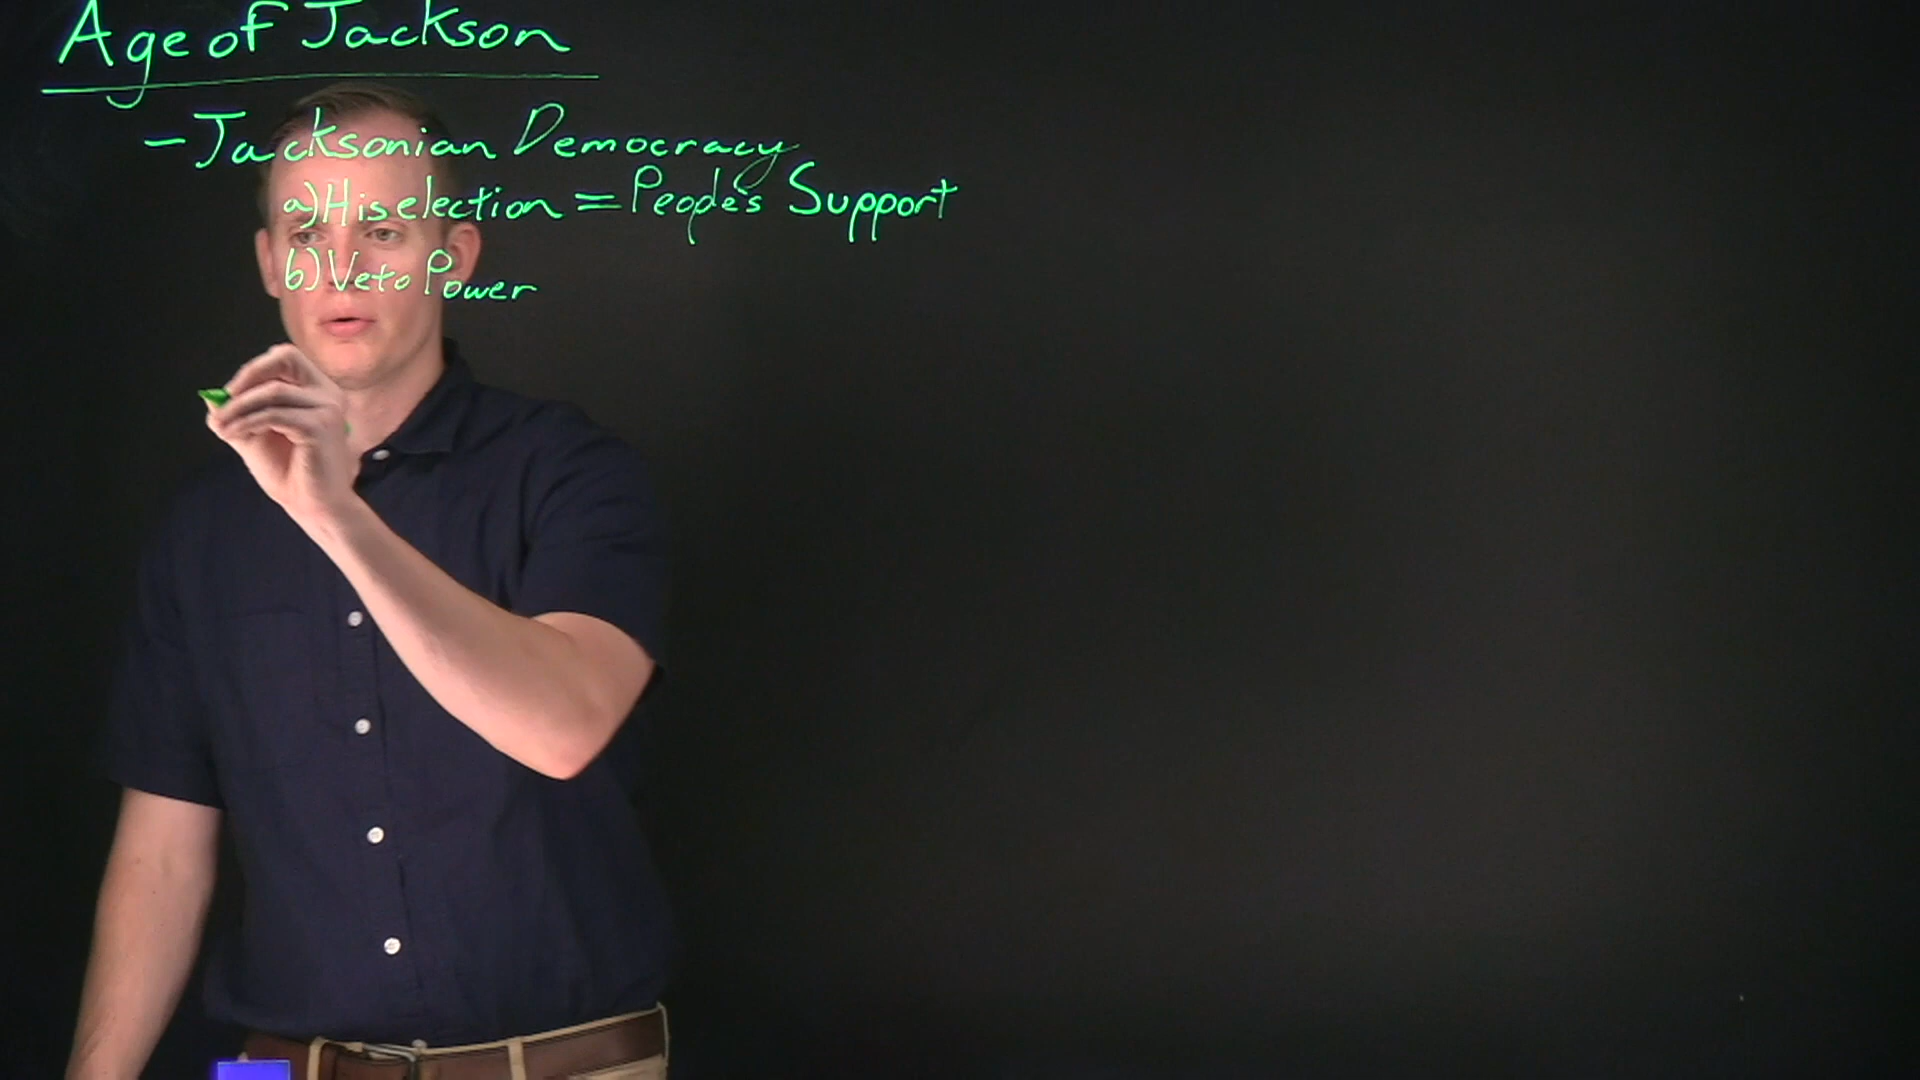 Age of Jackson
- Jacksonian Democracy
a) His election = People's Support
b) Veto Power